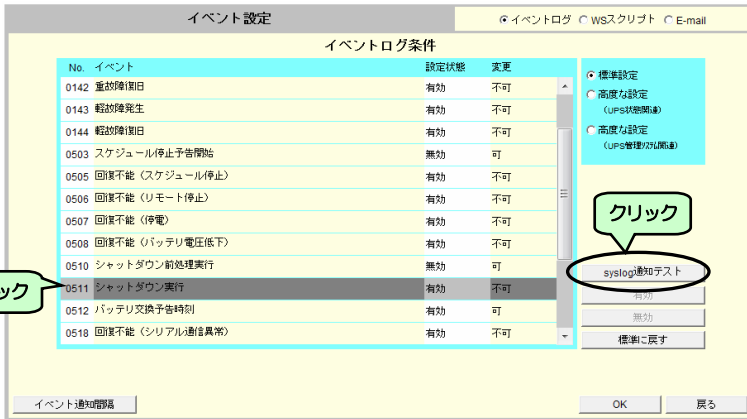 イベント設定
イベントログ WSスクリプト E-mail
イベントログ条件
No. イベント 設定状態 変更
0142 重故障復旧 有効 不可
0143 軽故障発生 有効 不可
0144 軽故障復旧 有効 不可
0503 スケジュール停止予告開始 無効 可
0505 回復不能（スケジュール停止） 有効 不可
0506 回復不能（リモート停止） 有効 不可
0507 回復不能（停電） 有効 不可
0508 回復不能（バッテリ電圧低下） 有効 不可
0510 シャットダウン前処理実行 無効 可
0511 シャットダウン実行 有効 不可
0512 バッテリ交換予告時刻 有効 可
0518 回復不能（シリアル通信異常） 有効 不可
標準設定
高度な設定
（UPS状態関連）
高度な設定
（UPS管理ｼｽﾃﾑ関連）
クリック
ック
syslog通知テスト
有効
無効
標準に戻す
イベント通知間隔
OK
戻る